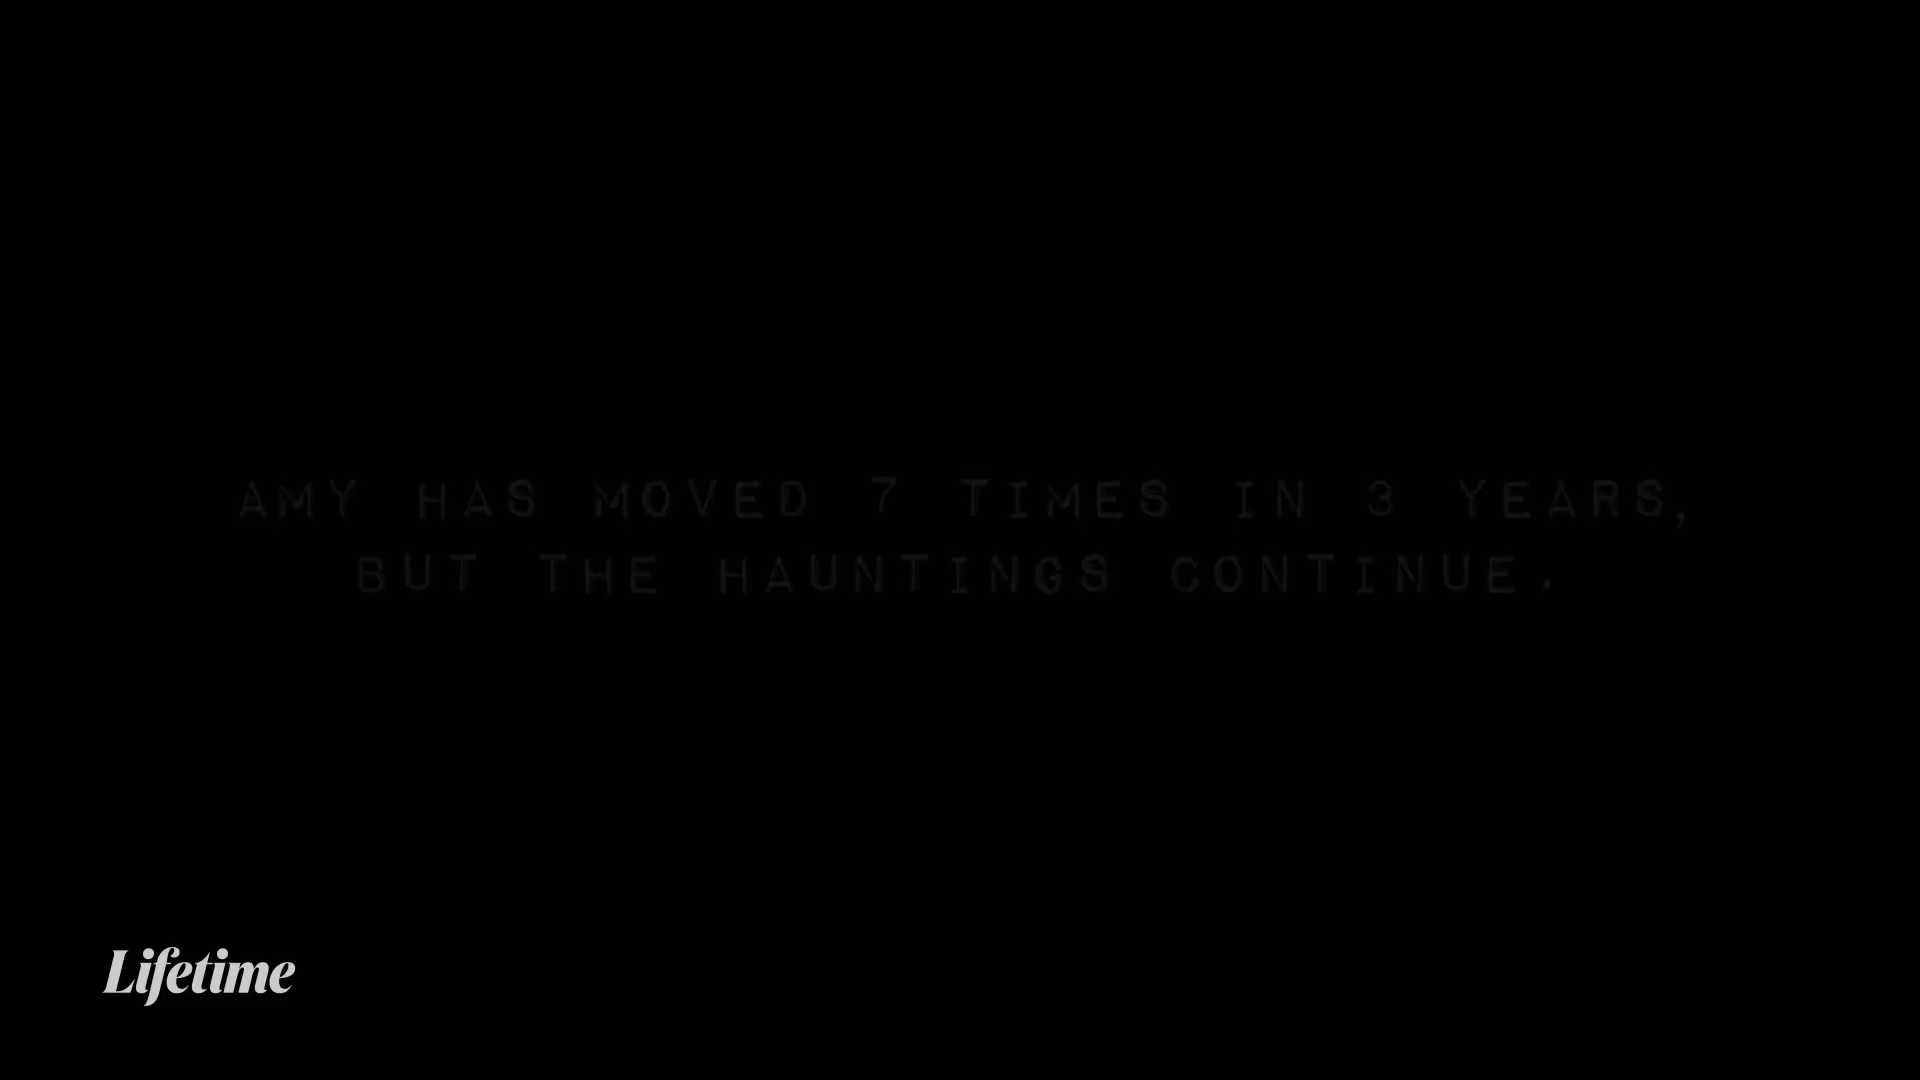 AMY HAS MOVED 7 TIMES IN 3 YEARS,
BUT THE HAUNTINGS CONTINUE.
Lifetime